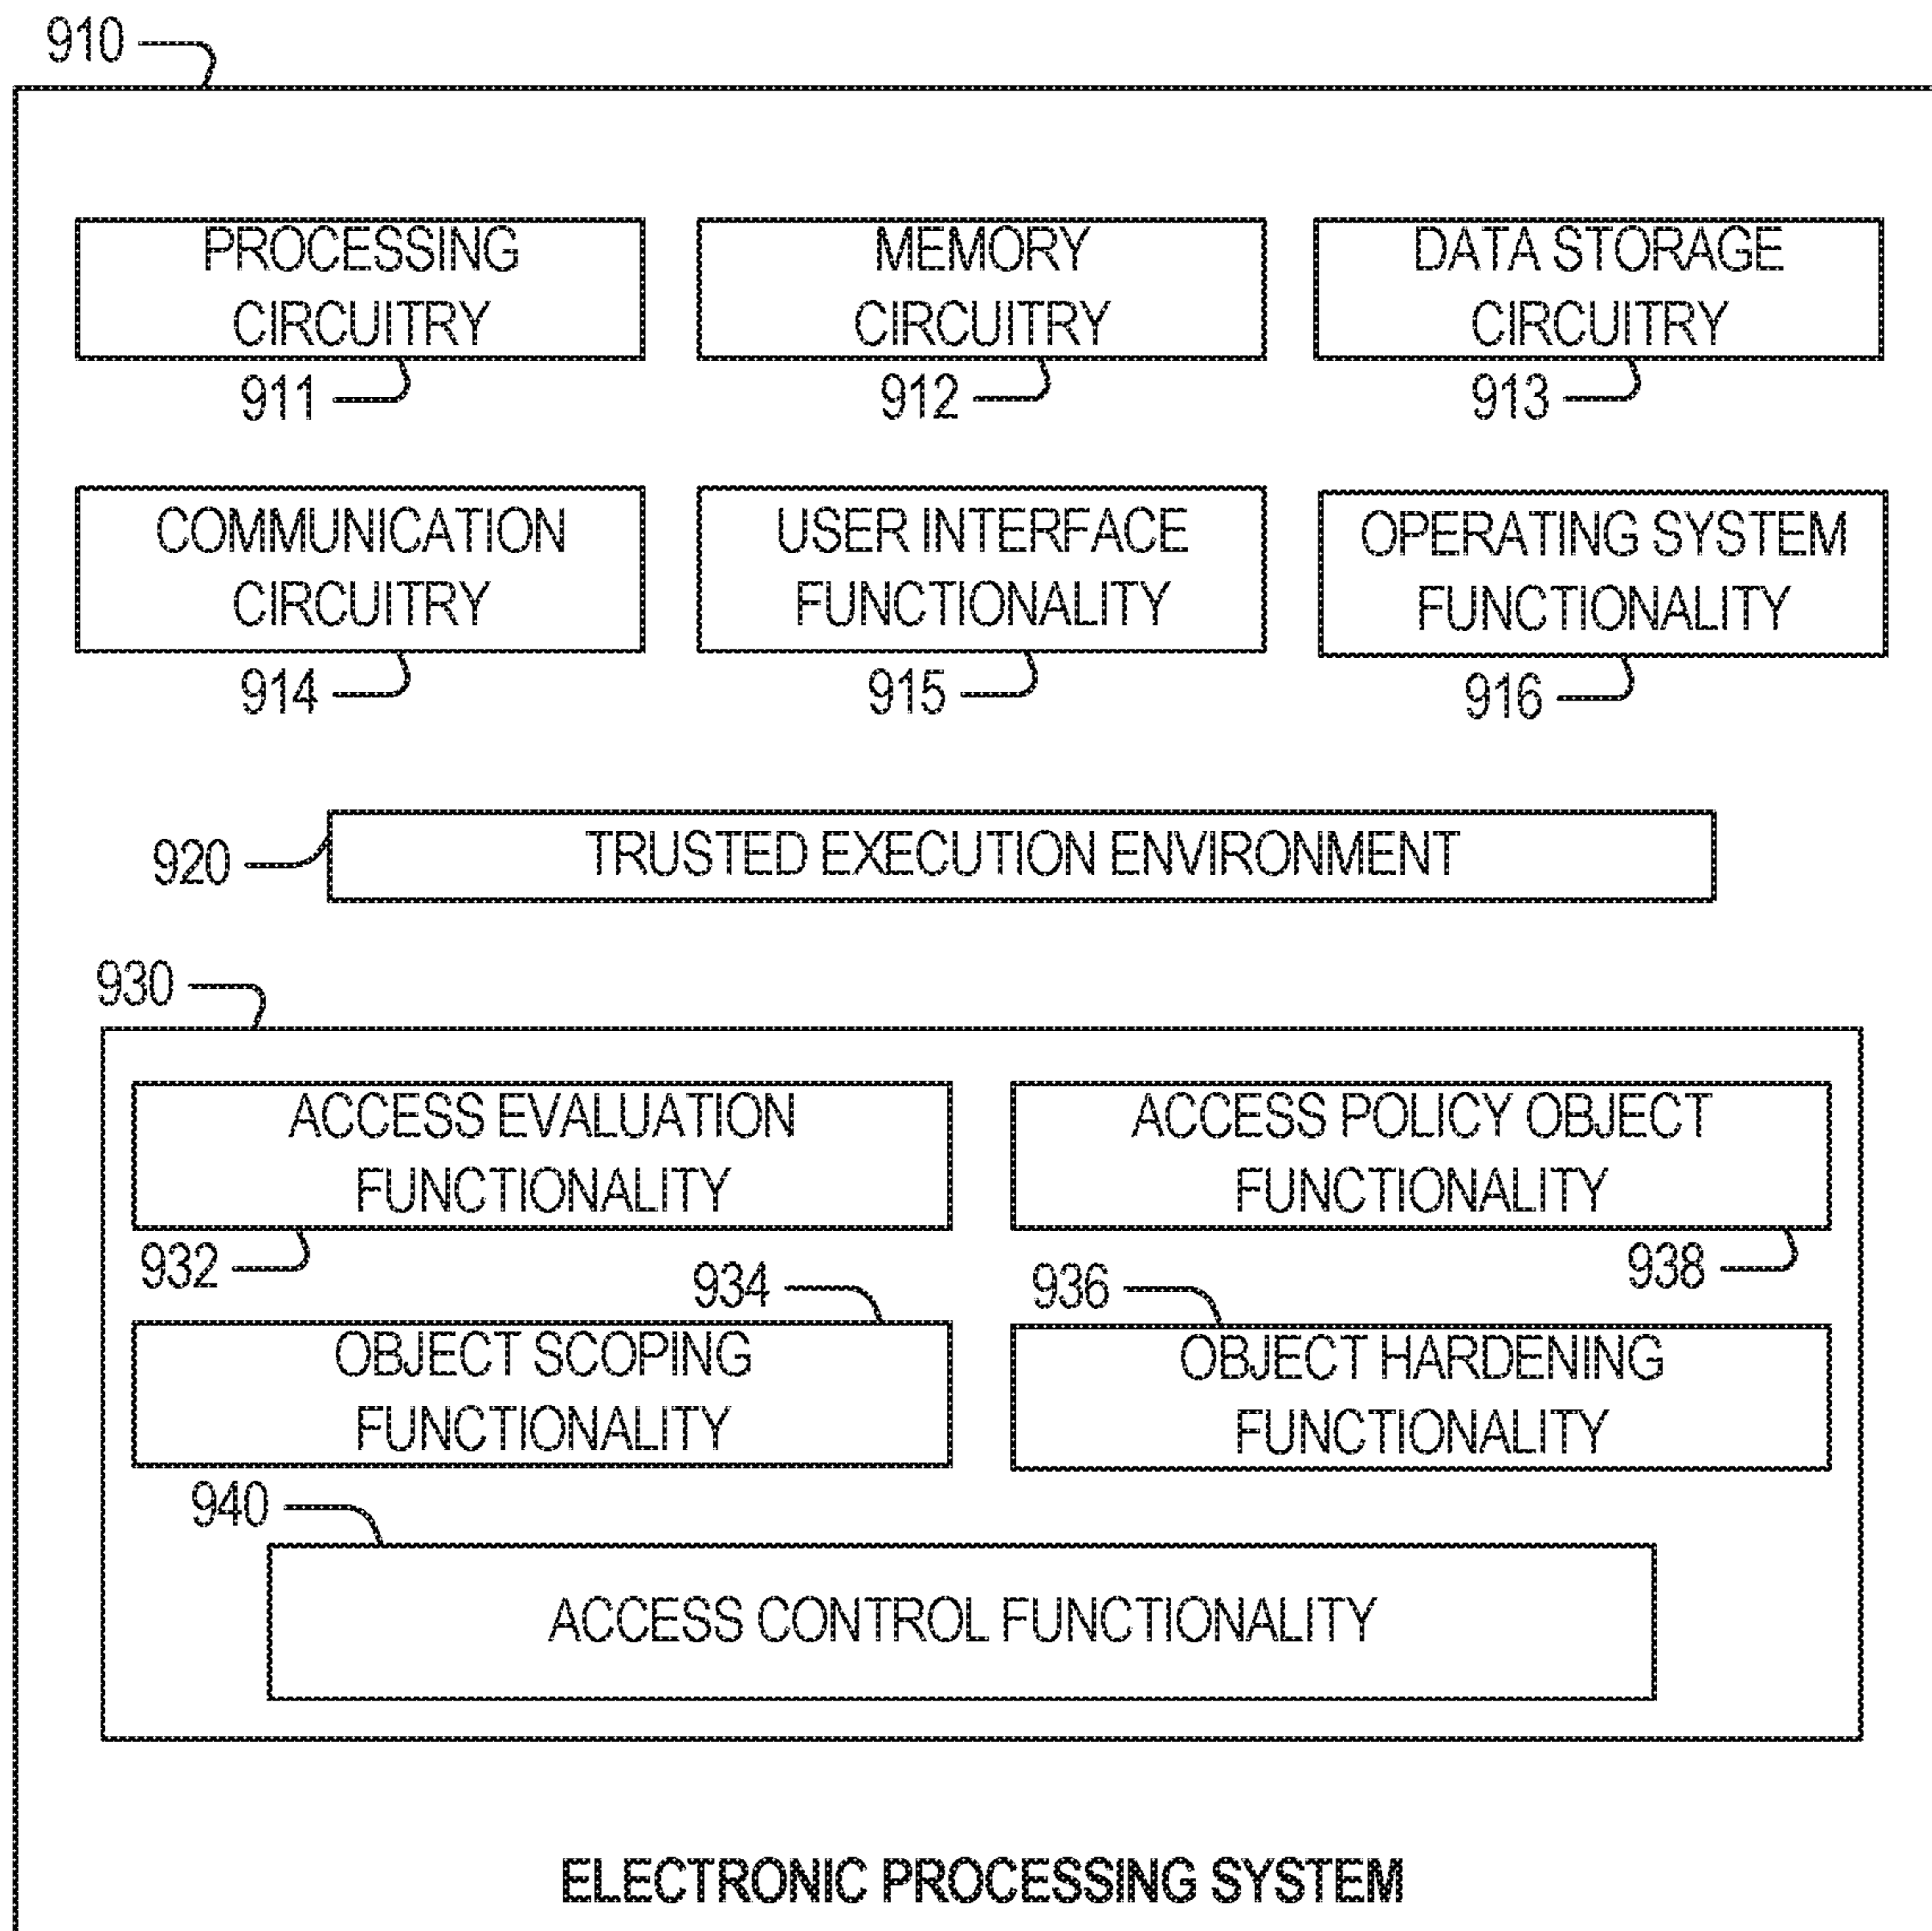 910
PROCESSING
CIRCUITRY
911
MEMORY
CIRCUITRY
912
DATA STORAGE
CIRCUITRY
913
COMMUNICATION
CIRCUITRY
914
USER INTERFACE
FUNCTIONALITY
915
OPERATING SYSTEM
FUNCTIONALITY
916
920
TRUSTED EXECUTION ENVIRONMENT
930
ACCESS EVALUATION
FUNCTIONALITY
932
ACCESS POLICY OBJECT
FUNCTIONALITY
938
934
OBJECT SCOPING
FUNCTIONALITY
936
OBJECT HARDENING
FUNCTIONALITY
940
ACCESS CONTROL FUNCTIONALITY
ELECTRONIC PROCESSING SYSTEM